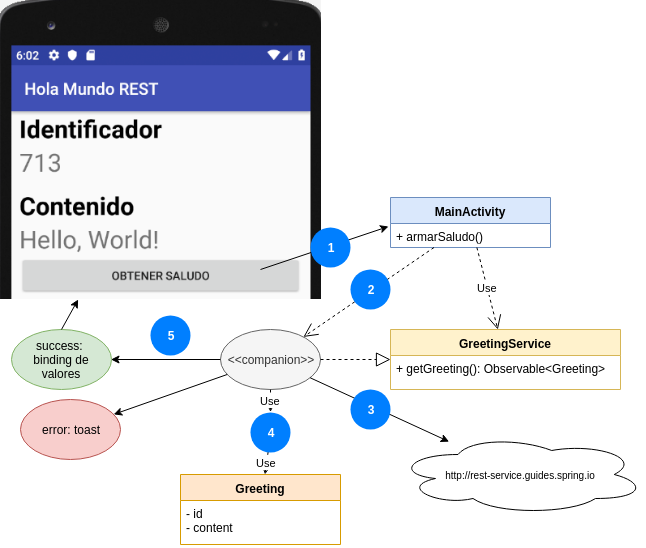 6:02
Hola Mundo REST
Identificador
713
Contenido
Hello, World!
OBTENER SALUDO
1
MainActivity
+ armarSaludo()
2
Use
5
success:
binding de
valores
<<companion>>
GreetingService
+ getGreeting(): Observable<Greeting>
error: toast
Use
3
4
Use
http://rest-service.guides.spring.io
Greeting
- id
- content